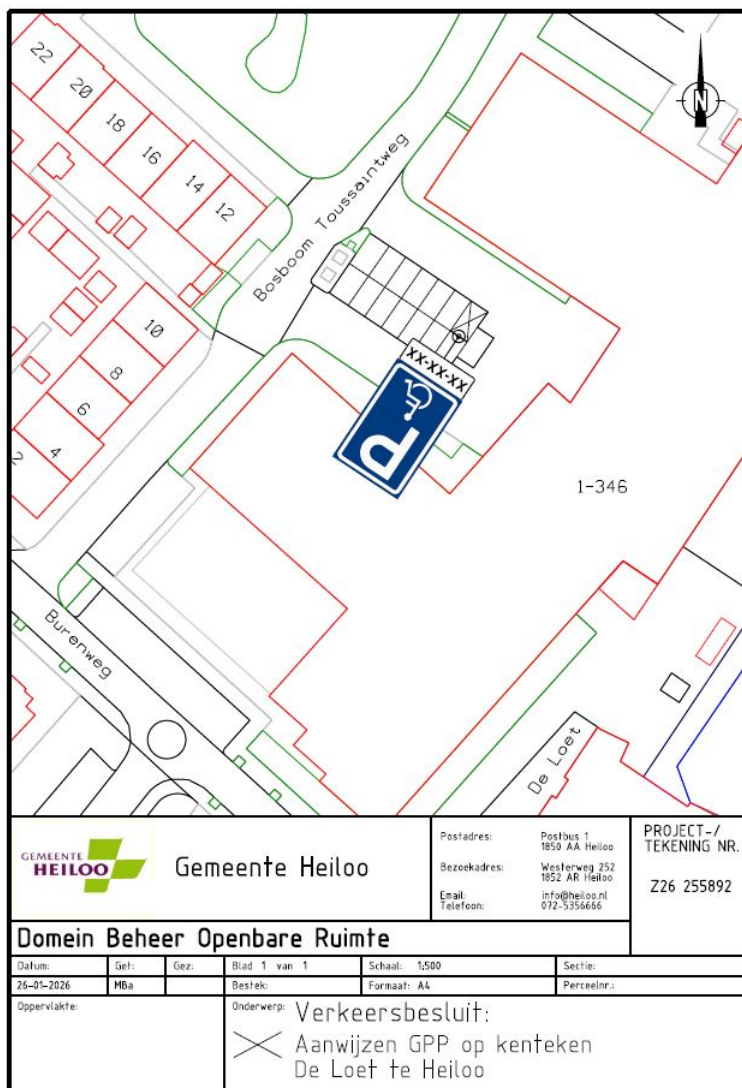 22
20
18
16
14
12
N
Bosboom Toussaintweg
10
8
6
4
2
XX-XX-XX
P
1-346
Burenweg
De Loet
GEMEENTE
HEILOO
Gemeente Heiloo
Postadres: Postbus 1
1850 AA Heiloo
Bezoekadres: Westerweg 252
1852 AR Heiloo
Email: info@heiloo.nl
Telefoon: 072-5356666
PROJECT-/
TEKENING NR.
Z26 255892
Domein Beheer Openbare Ruimte
Datum: Get: Gez: Blad 1 van 1 Schaal: 1:500 Sectie:
26-01-2026 MBa Bestek: Formaat: A4 Perceelnr.:
Oppervlakte: Onderwerp: Verkeersbesluit:
Aanwijzen GPP op kenteken
De Loet te Heiloo